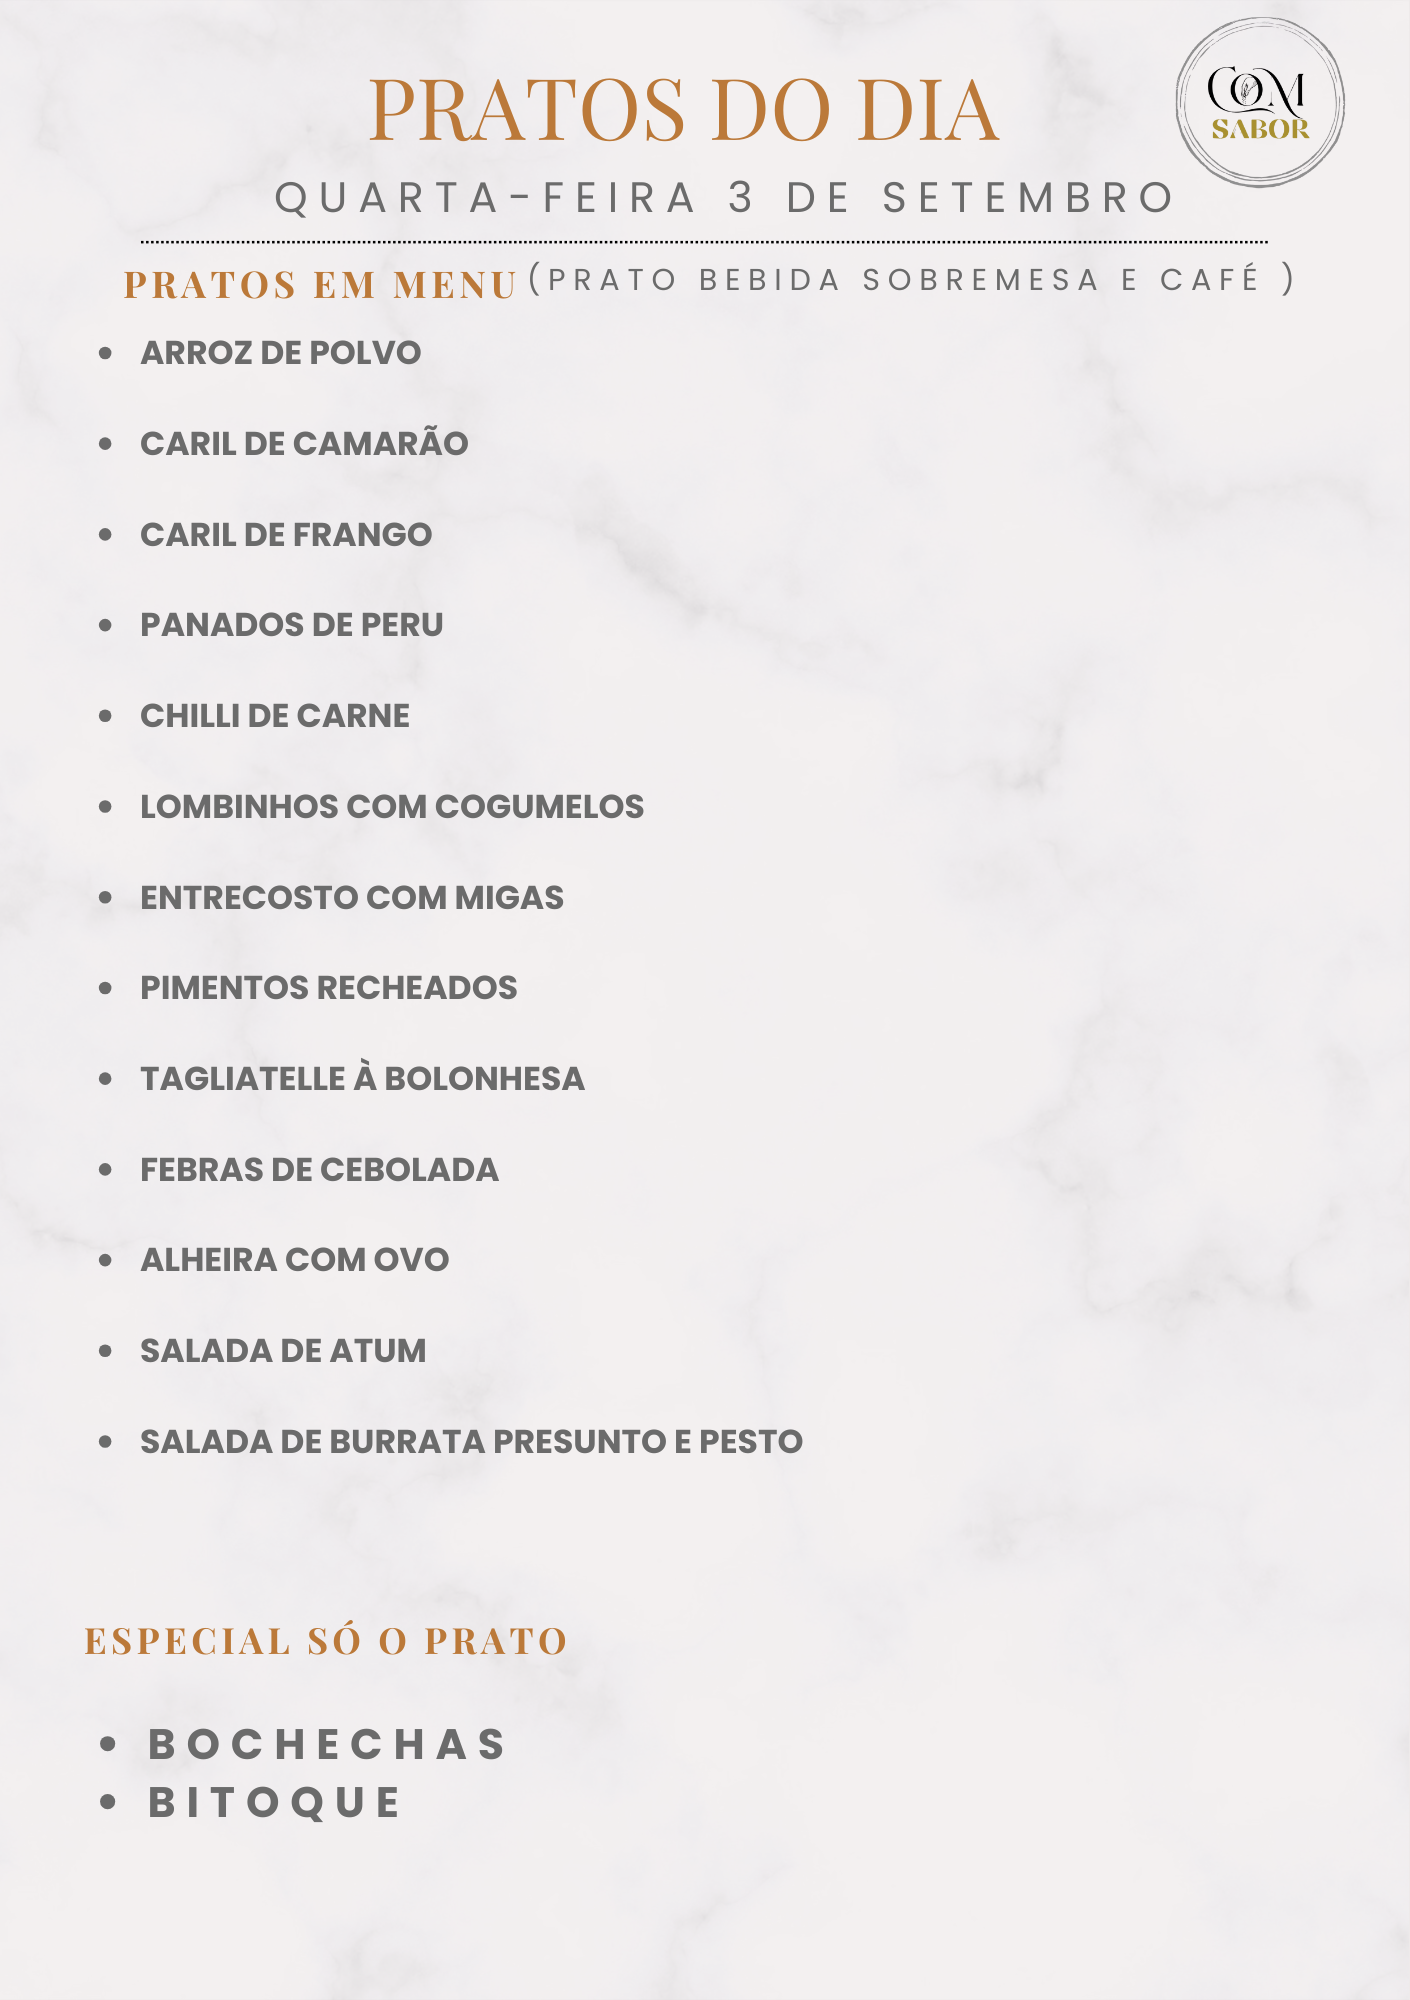 PRATOS DO DIA
COM
SABOR
QUARTA-FEIRA 3 DE SETEMBRO
PRATOS EM MENU (PRATO BEBIDA SOBREMESA E CAFÉ )
• ARROZ DE POLVO
• CARIL DE CAMARÃO
• CARIL DE FRANGO
• PANADOS DE PERU
• CHILLI DE CARNE
• LOMBINHOS COM COGUMELOS
• ENTRECOSTO COM MIGAS
• PIMENTOS RECHEADOS
• TAGLIATELLE À BOLONHESA
• FEBRAS DE CEBOLADA
• ALHEIRA COM OVO
• SALADA DE ATUM
• SALADA DE BURRATA PRESUNTO E PESTO
ESPECIAL SÓ O PRATO
• BOCHECHAS
• BITOQUE